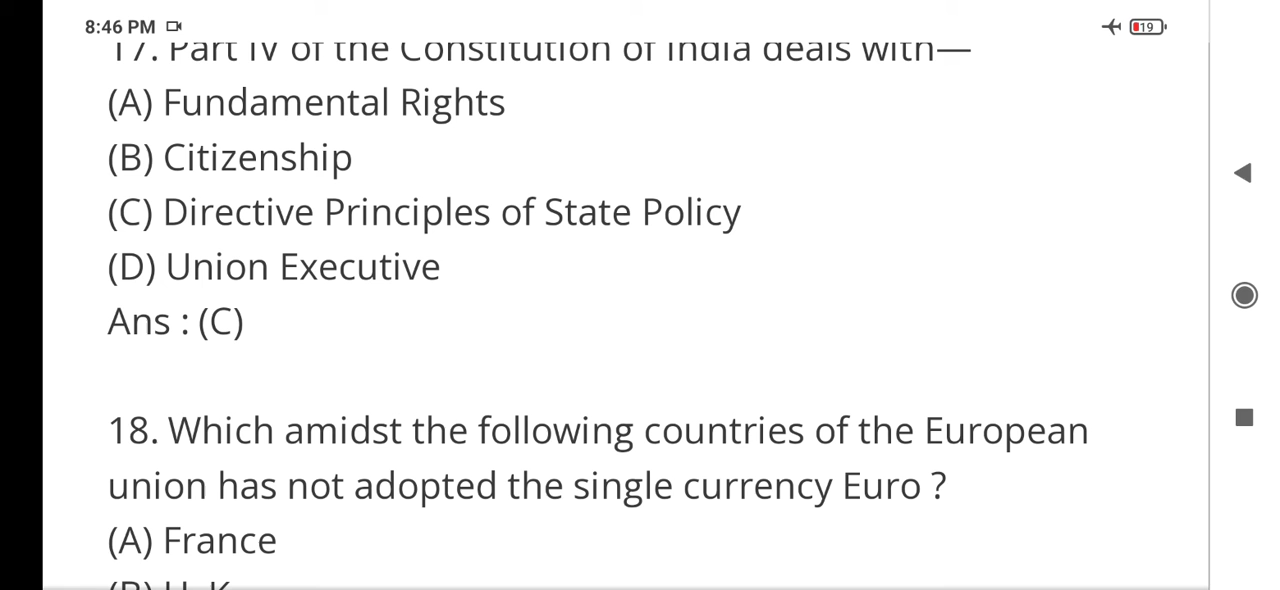 8:46 PM
19
17. Part IV of the Constitution of India deals with—
(A) Fundamental Rights
(B) Citizenship
(C) Directive Principles of State Policy
(D) Union Executive
Ans : (C)
18. Which amidst the following countries of the European
union has not adopted the single currency Euro ?
(A) France
(B) U. K.